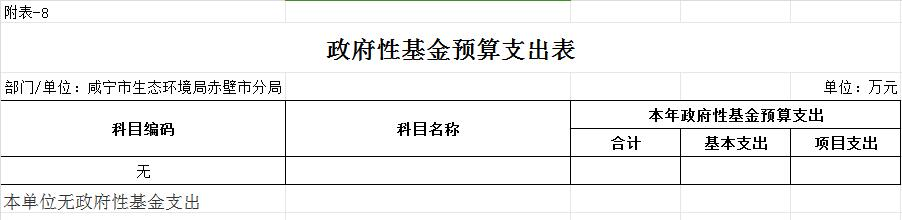 附表-8
政府性基金预算支出表
部门/单位：咸宁市生态环境局赤壁市分局 单位：万元
科目编码 科目名称 本年政府性基金预算支出
合计 基本支出 项目支出
无
本单位无政府性基金支出